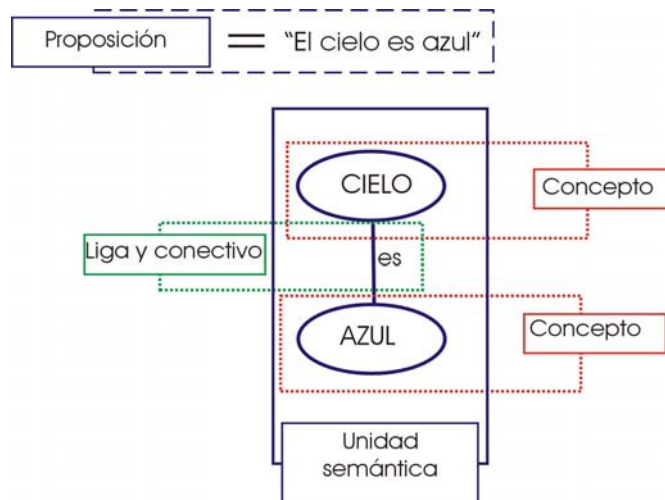 Proposición = “El cielo es azul”
CIELO
Concepto
Liga y conectivo
es
AZUL
Concepto
Unidad
semántica